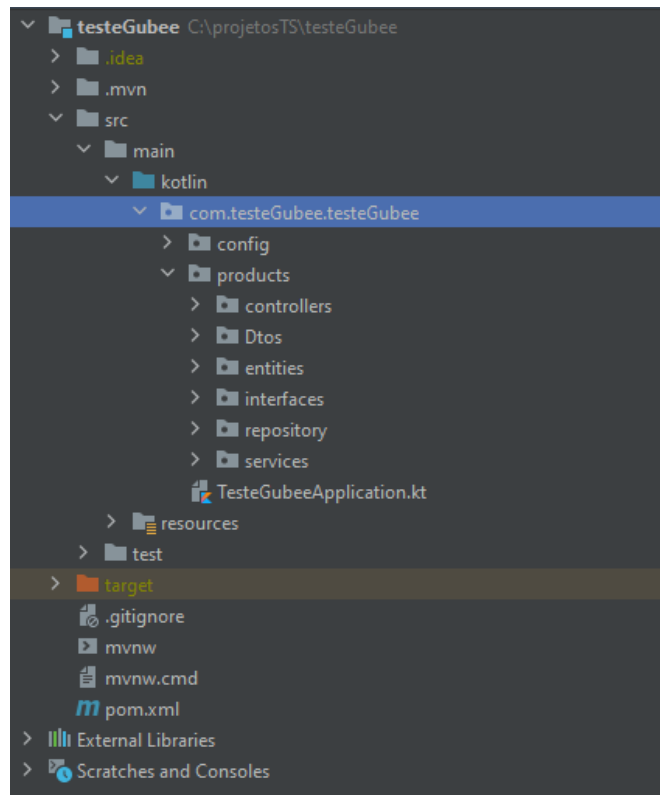 testeGubee C:\projetosTS\testeGubee
.idea
.mvn
src
main
kotlin
com.testeGubee.testeGubee
config
products
controllers
Dtos
entities
interfaces
repository
services
TesteGubeeApplication.kt
resources
test
target
.gitignore
mvnw
mvnw.cmd
m pom.xml
External Libraries
Scratches and Consoles